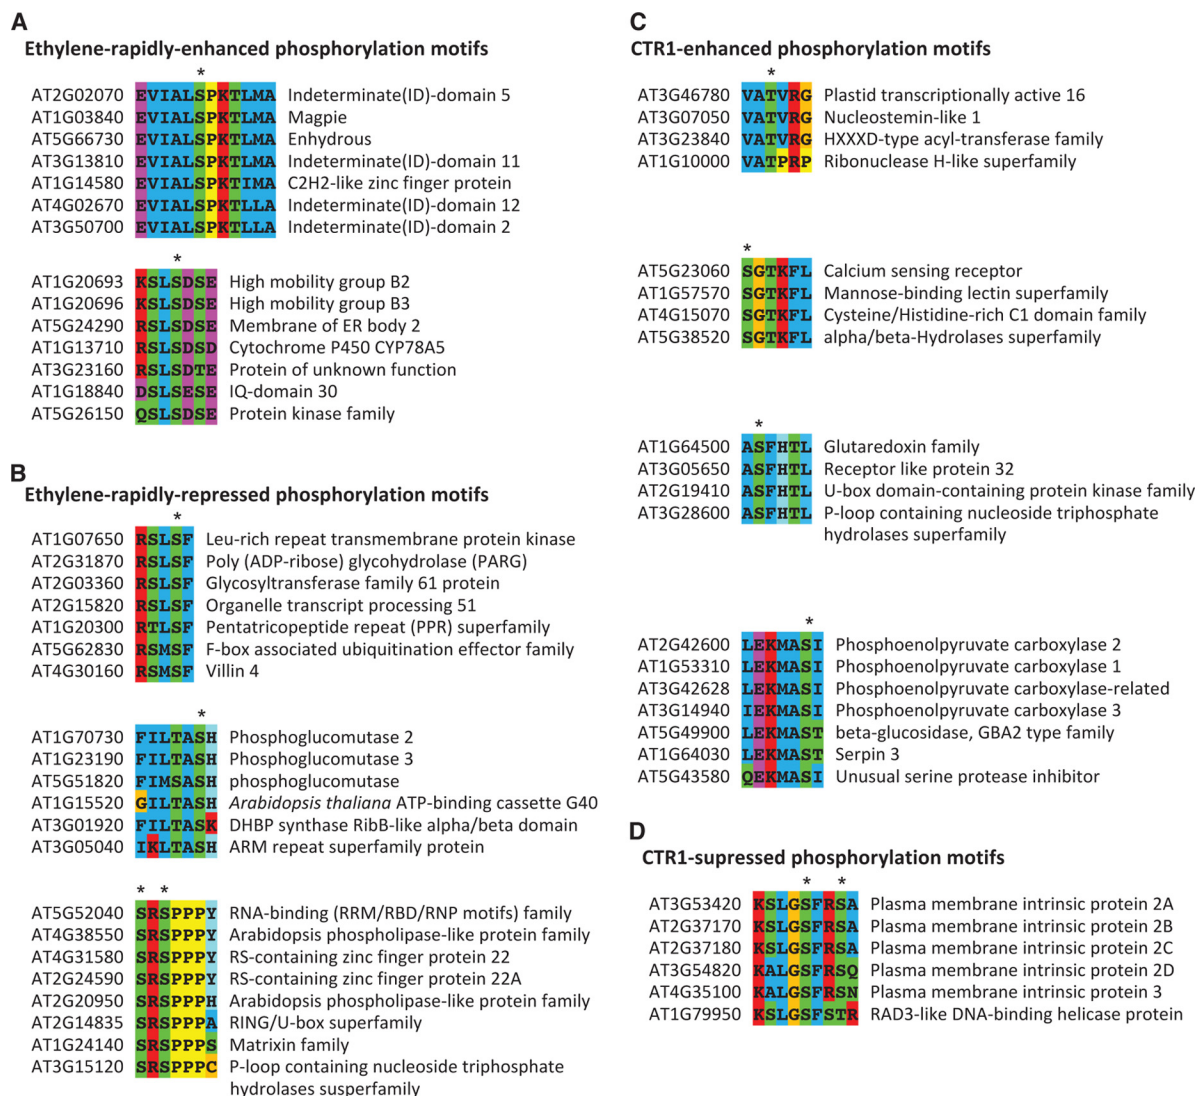 A
Ethylene-rapidly-enhanced phosphorylation motifs
*
AT2G02070 EVIALSPKTLMA Indeterminate(ID)-domain 5
AT1G03840 EVIALSPKTLMA Magpie
AT5G66730 EVIALSPKTLMA Enhydrous
AT3G13810 EVIALSPKTLMA Indeterminate(ID)-domain 11
AT1G14580 EVIALSPKTIMA C2H2-like zinc finger protein
AT4G02670 EVIALSPKTLLA Indeterminate(ID)-domain 12
AT3G50700 EVIALSPKTLLA Indeterminate(ID)-domain 2
*
AT1G20693 KSLSDSE High mobility group B2
AT1G20696 KSLSDSE High mobility group B3
AT5G24290 RSLSDSE Membrane of ER body 2
AT1G13710 RSLSDSD Cytochrome P450 CYP78A5
AT3G23160 RSLSDTE Protein of unknown function
AT1G18840 DSLSESE IQ-domain 30
AT5G26150 QSLSDSE Protein kinase family
B
Ethylene-rapidly-repressed phosphorylation motifs
*
AT1G07650 RSLSF Leu-rich repeat transmembrane protein kinase
AT2G31870 RSLSF Poly (ADP-ribose) glycohydrolase (PARG)
AT2G03360 RSLSF Glycosyltransferase family 61 protein
AT2G15820 RSLSF Organelle transcript processing 51
AT1G20300 RTLSF Pentatricopeptide repeat (PPR) superfamily
AT5G62830 RSMSF F-box associated ubiquitination effector family
AT4G30160 RSMSF Villin 4
*
AT1G70730 FILTASH Phosphoglucomutase 2
AT1G23190 FILTASH Phosphoglucomutase 3
AT5G51820 FIMSASH phosphoglucomutase
AT1G15520 GILTASH Arabidopsis thaliana ATP-binding cassette G40
AT3G01920 FILTASK DHBP synthase RibB-like alpha/beta domain
AT3G05040 IKLTASH ARM repeat superfamily protein
* *
AT5G52040 SRSPPPY RNA-binding (RRM/RBD/RNP motifs) family
AT4G38550 SRSPPPY Arabidopsis phospholipase-like protein family
AT4G31580 SRSPPPY RS-containing zinc finger protein 22
AT2G24590 SRSPPPY RS-containing zinc finger protein 22A
AT2G20950 SRSPPPH Arabidopsis phospholipase-like protein family
AT2G14835 SRSPPPA RING/U-box superfamily
AT1G24140 SRSPPPS Matrixin family
AT3G15120 SRSPPPC P-loop containing nucleoside triphosphate
hydrolases susperfamily
C
CTR1-enhanced phosphorylation motifs
*
AT3G46780 VATVRG Plastid transcriptionally active 16
AT3G07050 VATVRG Nucleostemin-like 1
AT3G23840 VATVRG HXXXD-type acyl-transferase family
AT1G10000 VATPRP Ribonuclease H-like superfamily
*
AT5G23060 SGTKFL Calcium sensing receptor
AT1G57570 SGTKFL Mannose-binding lectin superfamily
AT4G15070 SGTKFL Cysteine/Histidine-rich C1 domain family
AT5G38520 SGTKFL alpha/beta-Hydrolases superfamily
*
AT1G64500 ASFHTL Glutaredoxin family
AT3G05650 ASFHTL Receptor like protein 32
AT2G19410 ASFHTL U-box domain-containing protein kinase family
AT3G28600 ASFHTL P-loop containing nucleoside triphosphate
hydrolases superfamily
*
AT2G42600 LEKMASI Phosphoenolpyruvate carboxylase 2
AT1G53310 LEKMASI Phosphoenolpyruvate carboxylase 1
AT3G42628 LEKMASI Phosphoenolpyruvate carboxylase-related
AT3G14940 IEKMASI Phosphoenolpyruvate carboxylase 3
AT5G49900 LEKMAST beta-glucosidase, GBA2 type family
AT1G64030 LEKMAST Serpin 3
AT5G43580 QEKMASI Unusual serine protease inhibitor
D
CTR1-supressed phosphorylation motifs
* *
AT3G53420 KSLGSFRSA Plasma membrane intrinsic protein 2A
AT2G37170 KSLGSFRSA Plasma membrane intrinsic protein 2B
AT2G37180 KSLGSFRSA Plasma membrane intrinsic protein 2C
AT3G54820 KALGSFRSQ Plasma membrane intrinsic protein 2D
AT4G35100 KALGSFRSN Plasma membrane intrinsic protein 3
AT1G79950 KSLGSFSTR RAD3-like DNA-binding helicase protein